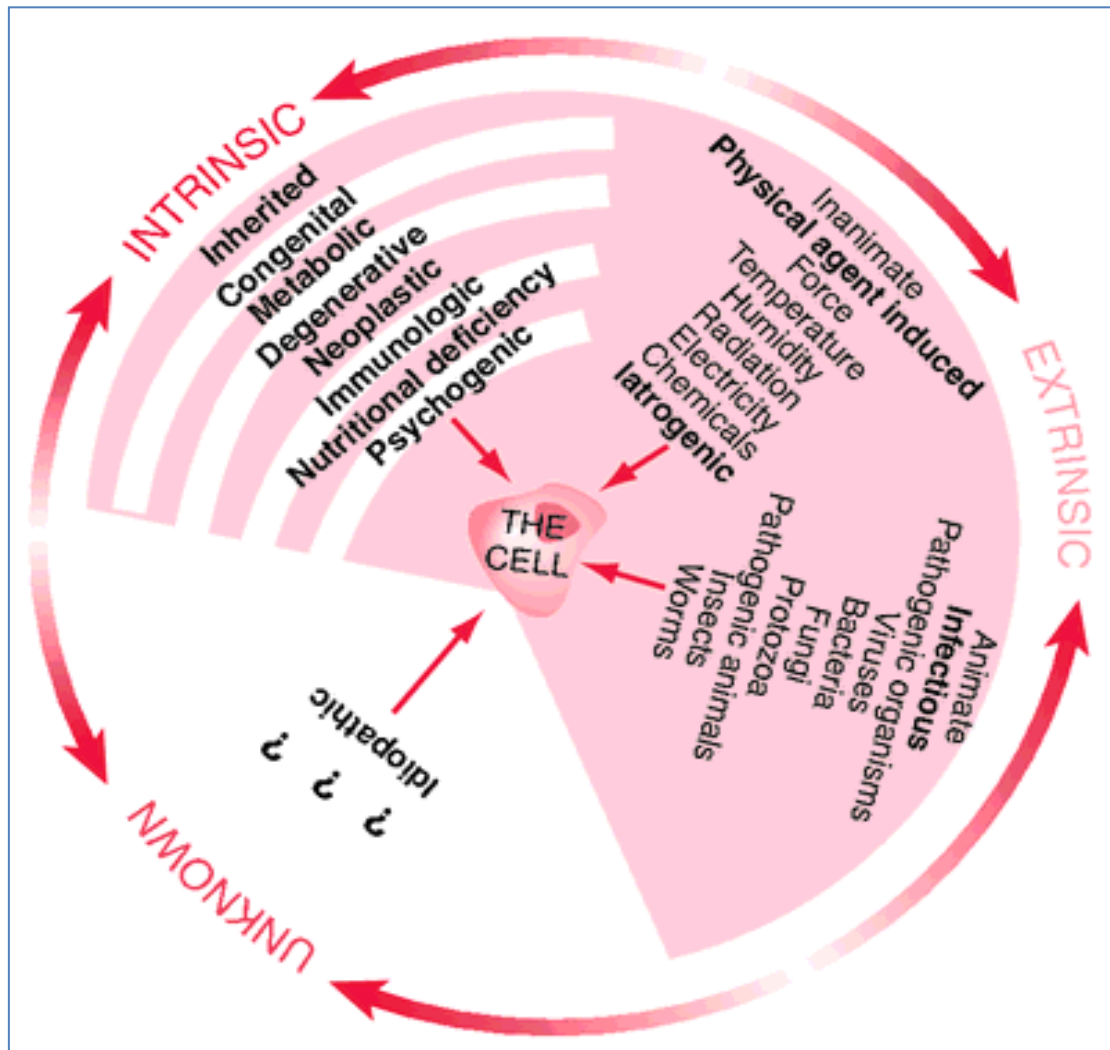 INTRINSIC
Inherited
Congenital
Metabolic
Degenerative
Neoplastic
Immunologic
Nutritional deficiency
Psychogenic
EXTRINSIC
Inanimate
Physical agent induced
Force
Temperature
Humidity
Radiation
Electricity
Chemicals
Iatrogenic
Animate
Infectious
Pathogenic organisms
Viruses
Bacteria
Fungi
Protozoa
Pathogenic animals
Insects
Worms
THE
CELL
Idiopathic
? ? ?
UNKNOWN